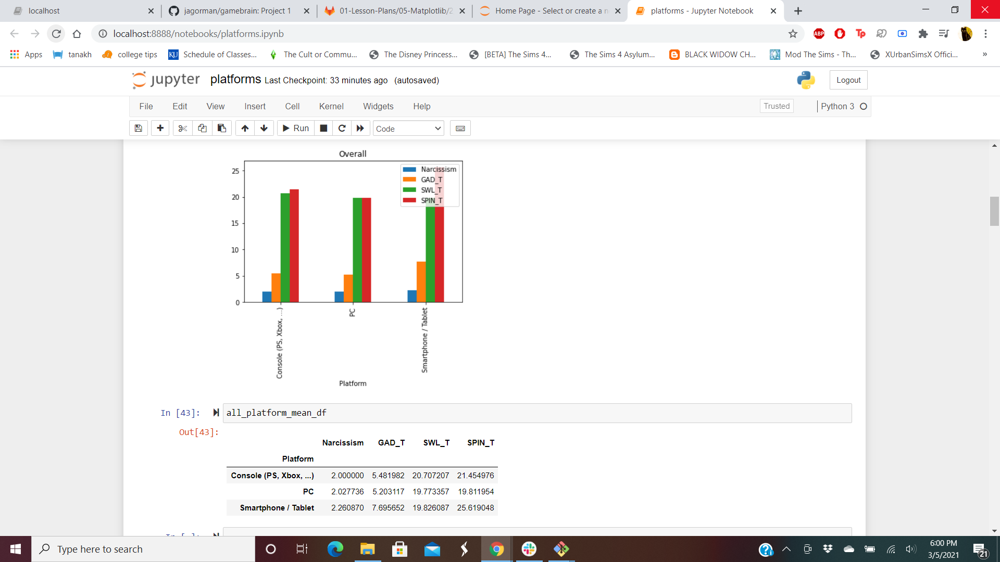 localhost
jagorman/gamebrain: Project 1
01-Lesson-Plans/05-Matplotlib/2
Home Page - Select or create a n
platforms - Jupyter Notebook
localhost:8888/notebooks/platforms.ipynb
ABP
Tp
Apps
tanakh
college tips
KU Schedule of Classes...
The Cult or Commu...
The Disney Princess...
[BETA] The Sims 4...
The Sims 4 Asylum...
BLACK WIDOW CH...
Mod The Sims - Th...
XUrbanSimsX Offici...
»
jupyter platforms Last Checkpoint: 33 minutes ago (autosaved)
Logout
File Edit View Insert Cell Kernel Widgets Help
Trusted
Python 3
Run
Code
Overall
Narcissism
GAD_T
SWL_T
SPIN_T
25
20
15
10
5
0
Console (PS, Xbox, ...)
PC
Smartphone / Tablet
Platform
In [43]: all_platform_mean_df
Out[43]:
Narcissism GAD_T SWL_T SPIN_T
Platform
Console (PS, Xbox, ...) 2.000000 5.481982 20.707207 21.454976
PC 2.027736 5.203117 19.773357 19.811954
Smartphone / Tablet 2.260870 7.695652 19.826087 25.619048
In [ ]:
Type here to search
6:00 PM
3/5/2021
21